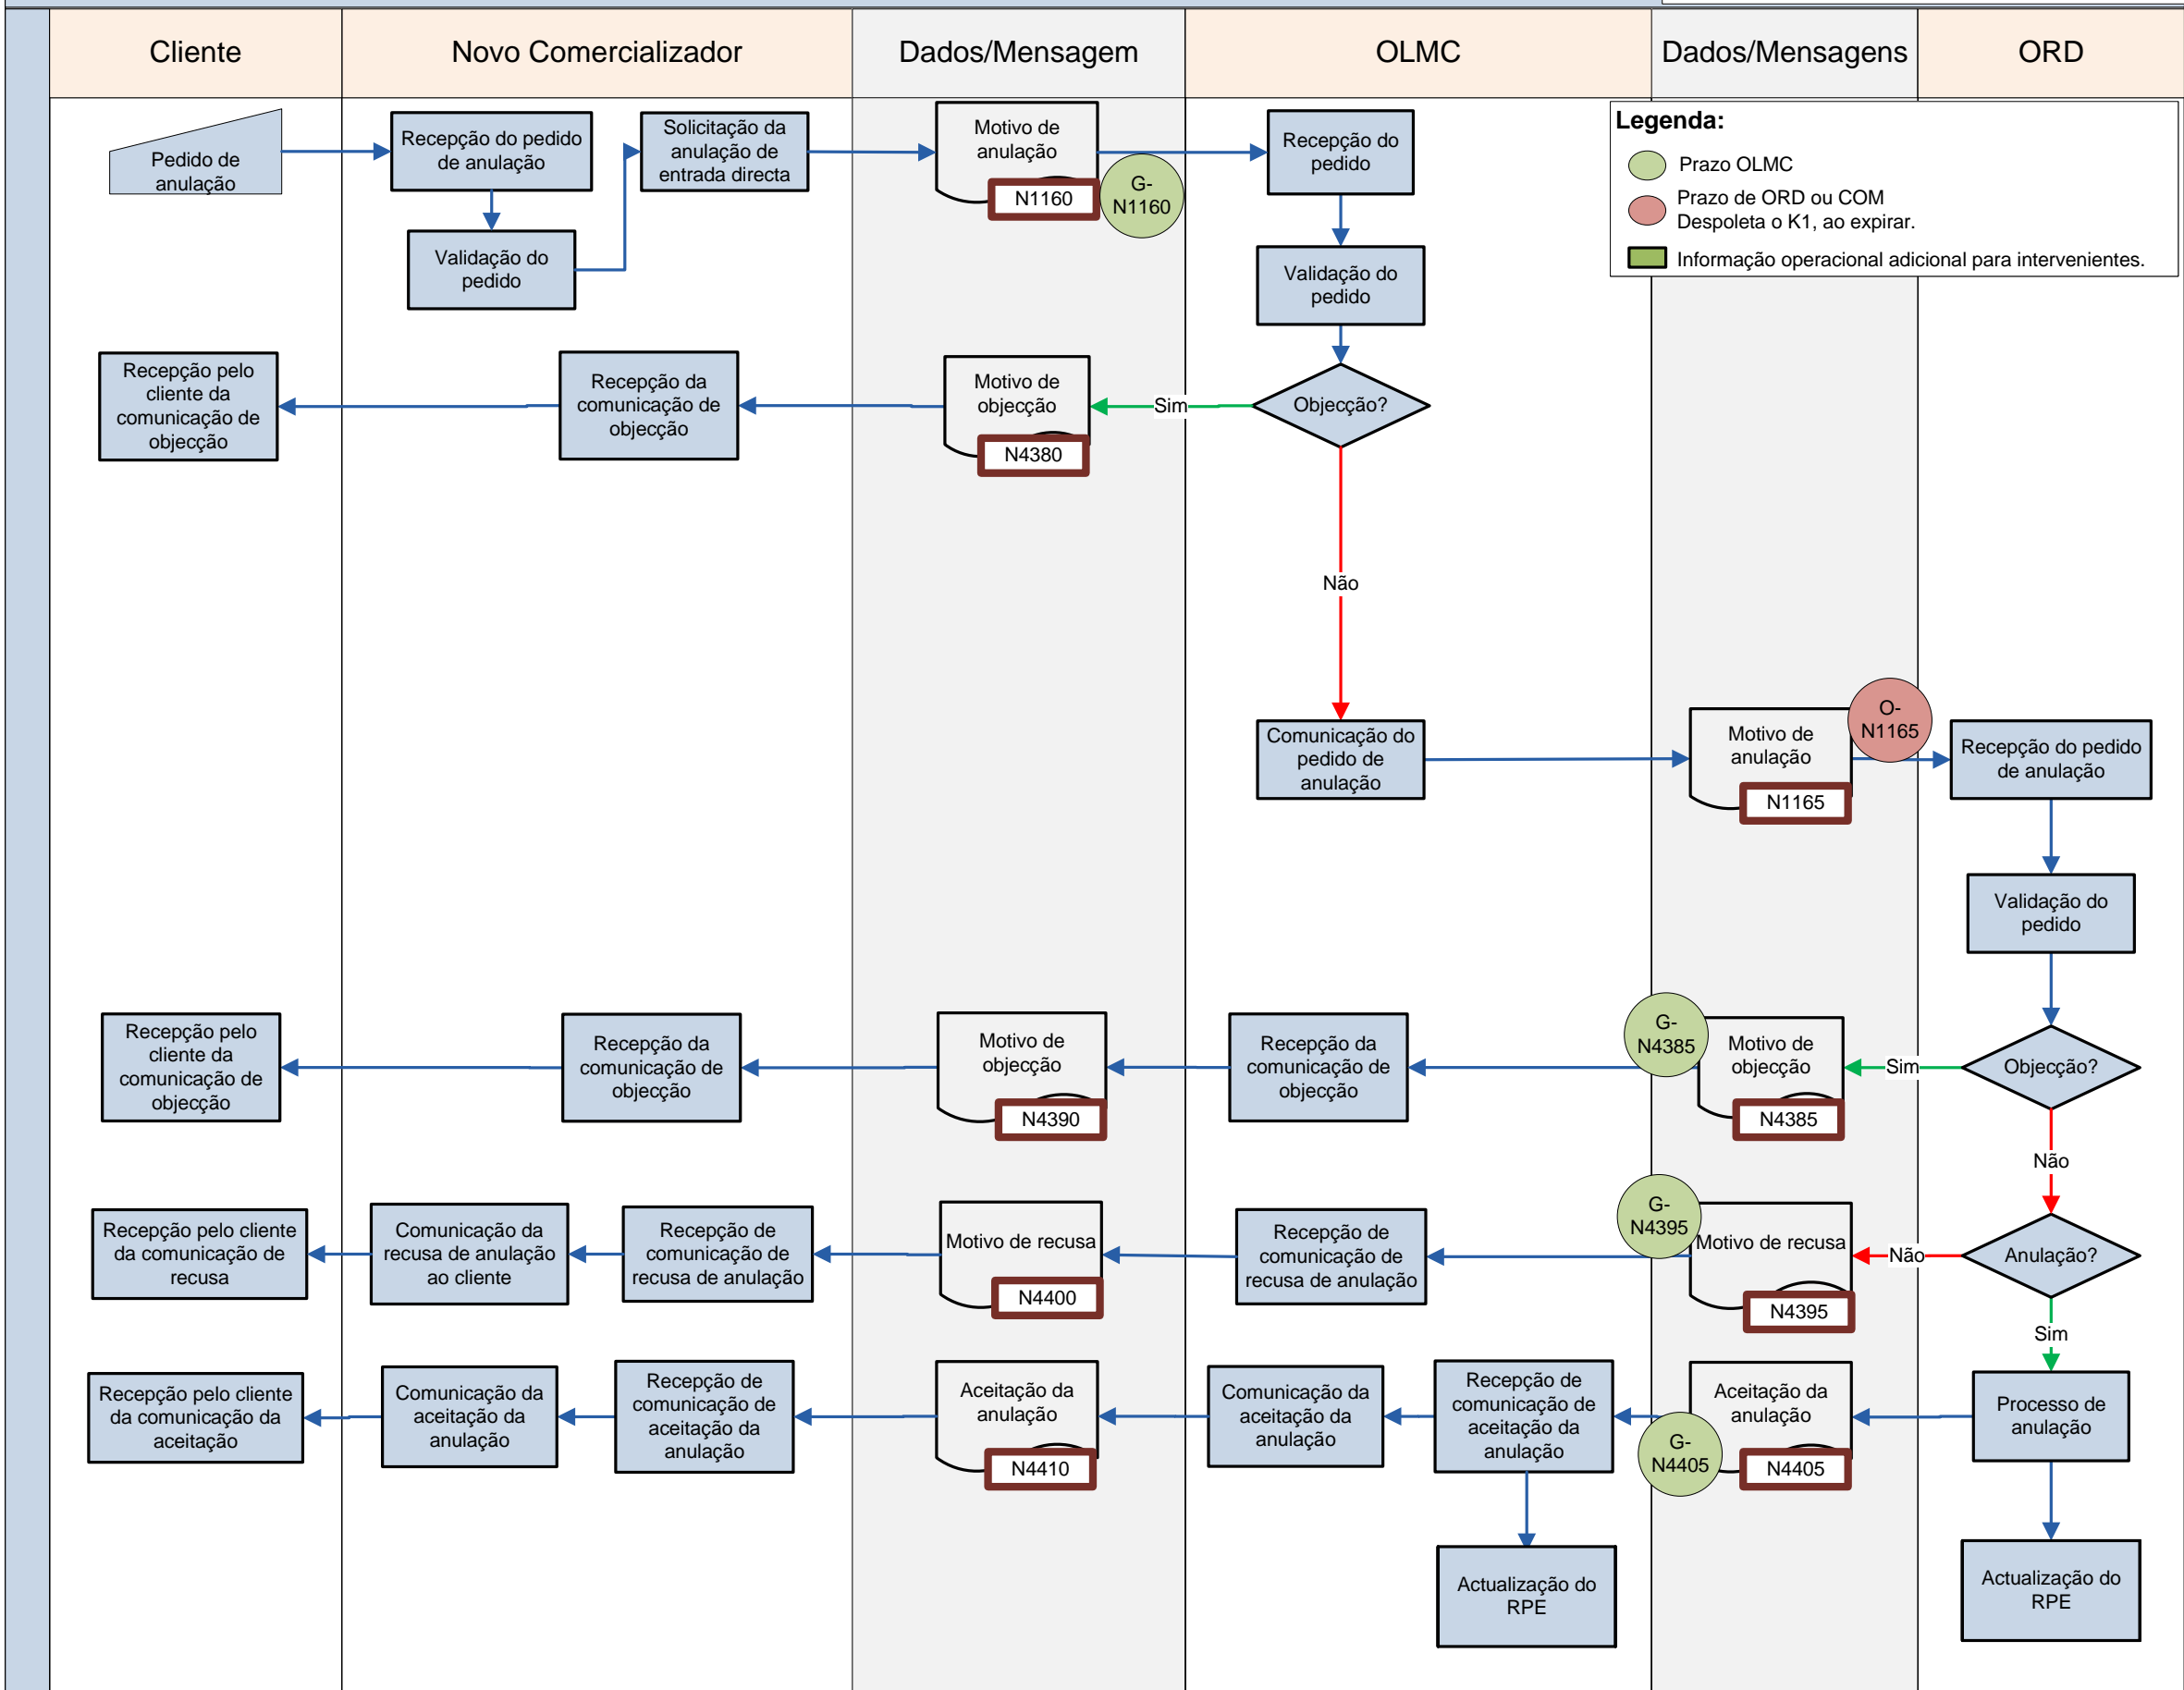 Cliente
Novo Comercializador
Dados/Mensagem
OLMC
Dados/Mensagens
ORD
Legenda:
Prazo OLMC
Prazo de ORD ou COM
Despoleta o K1, ao expirar.
Informação operacional adicional para intervenientes.
Pedido de
anulação
Recepção do pedido
de anulação
Validação do
pedido
Solicitação da
anulação de
entrada directa
Motivo de
anulação
N1160
G-
N1160
Recepção do
pedido
Validação do
pedido
Objecção?
Sim
Motivo de
objecção
N4380
Recepção da
comunicação de
objecção
Recepção pelo
cliente da
comunicação de
objecção
Não
Comunicação do
pedido de
anulação
Motivo de
anulação
N1165
O-
N1165
Recepção do pedido
de anulação
Validação do
pedido
Objecção?
Sim
Motivo de
objecção
N4385
G-
N4385
Recepção da
comunicação de
objecção
Motivo de
objecção
N4390
Recepção da
comunicação de
objecção
Recepção pelo
cliente da
comunicação de
objecção
Não
Anulação?
Não
Motivo de recusa
N4395
G-
N4395
Recepção de
comunicação de
recusa de anulação
Motivo de recusa
N4400
Recepção de
comunicação de
recusa de anulação
Comunicação da
recusa de anulação
ao cliente
Recepção pelo cliente
da comunicação de
recusa
Sim
Processo de
anulação
Aceitação da
anulação
N4405
G-
N4405
Recepção de
comunicação de
aceitação da
anulação
Comunicação da
aceitação da
anulação
Aceitação da
anulação
N4410
Recepção de
comunicação de
aceitação da
anulação
Comunicação da
aceitação da
anulação
Recepção pelo cliente
da comunicação da
aceitação
Actualização do
RPE
Actualização do
RPE